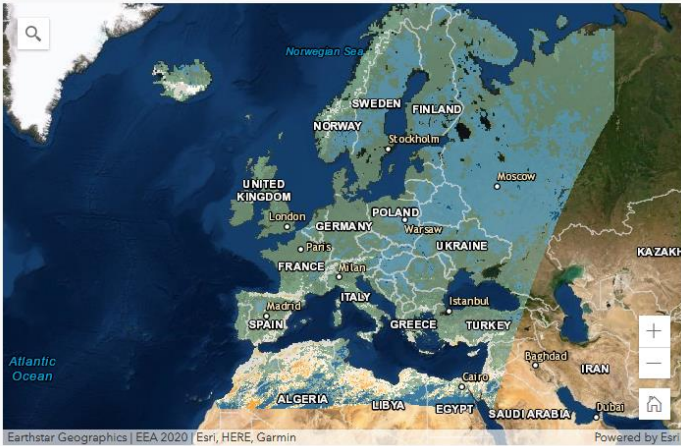 Norwegian Sea
SWEDEN
FINLAND
NORWAY
Stockholm
Moscow
UNITED
KINGDOM
London
POLAND
Warsaw
GERMANY
UKRAINE
Paris
KAZAKH
FRANCE
Milan
ITALY
Istanbul
Madrid
SPAIN
GREECE
TURKEY
Baghdad
Atlantic
Ocean
IRAN
Cairo
ALGERIA
LIBYA
EGYPT
SAUDI ARABIA
Dubai
Earthstar Geographics | EEA 2020 | Esri, HERE, Garmin
Powered by Esri